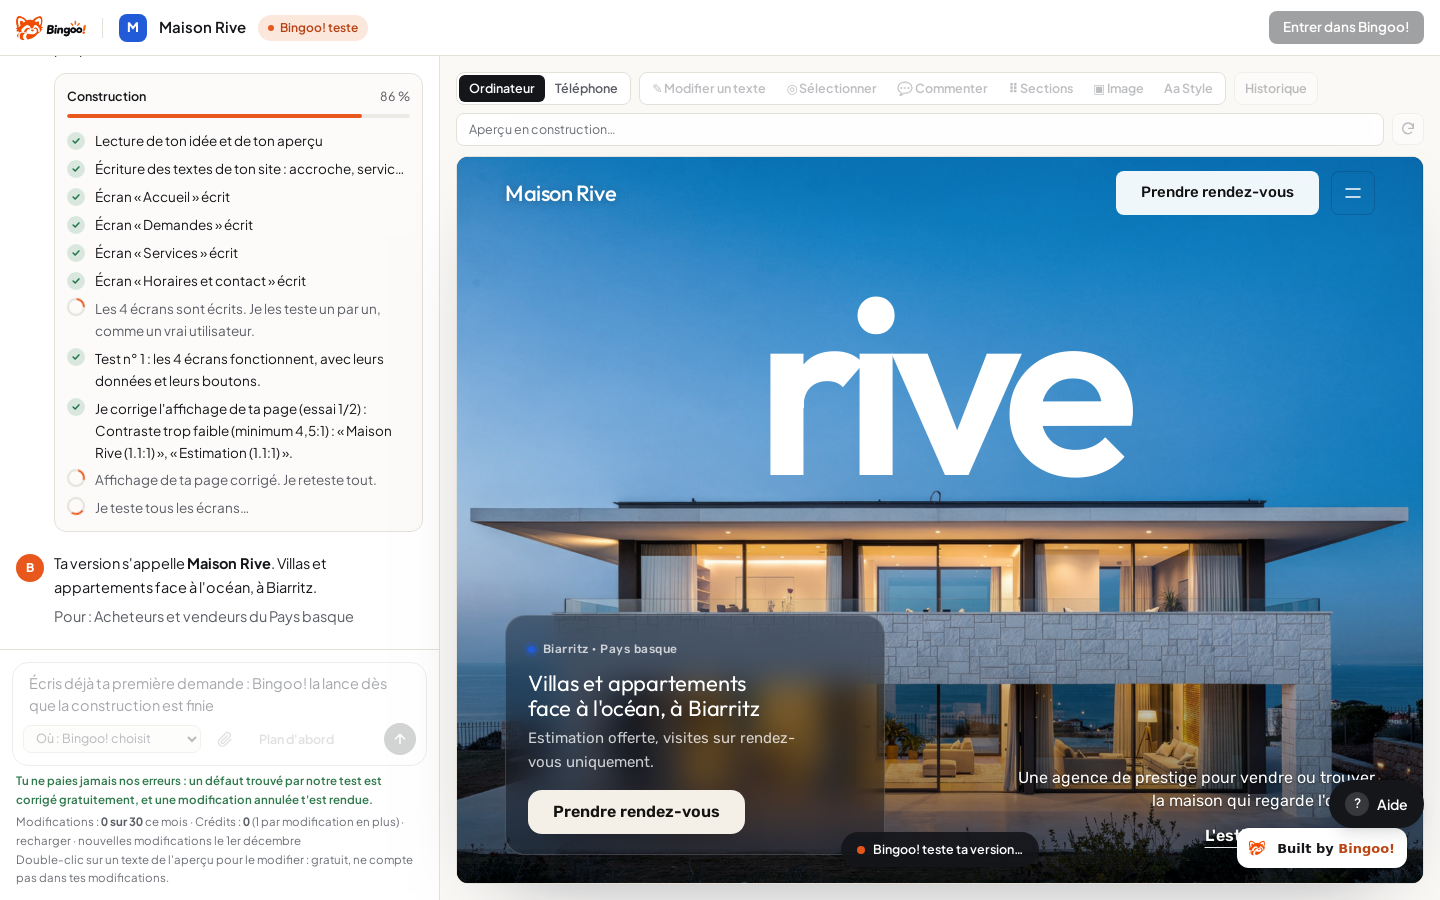 Bingoo!
M
Maison Rive
Bingoo! teste
Entrer dans Bingoo!
Construction
86 %
Lecture de ton idée et de ton aperçu
Écriture des textes de ton site : accroche, servic…
Écran « Accueil » écrit
Écran « Demandes » écrit
Écran « Services » écrit
Écran « Horaires et contact » écrit
Les 4 écrans sont écrits. Je les teste un par un,
comme un vrai utilisateur.
Test n° 1 : les 4 écrans fonctionnent, avec leurs
données et leurs boutons.
Je corrige l'affichage de ta page (essai 1/2) :
Contraste trop faible (minimum 4,5:1) : « Maison
Rive (1.1:1) », « Estimation (1.1:1) ».
Affichage de ta page corrigé. Je reteste tout.
Je teste tous les écrans…
B
Ta version s'appelle Maison Rive. Villas et
appartements face à l'océan, à Biarritz.
Pour : Acheteurs et vendeurs du Pays basque
Écris déjà ta première demande : Bingoo! la lance dès
que la construction est finie
Où : Bingoo! choisit
Plan d'abord
Tu ne paies jamais nos erreurs : un défaut trouvé par notre test est
corrigé gratuitement, et une modification annulée t'est rendue.
Modifications : 0 sur 30 ce mois · Crédits : 0 (1 par modification en plus) ·
recharger · nouvelles modifications le 1er décembre
Double-clic sur un texte de l'aperçu pour le modifier : gratuit, ne compte
pas dans tes modifications.
Ordinateur
Téléphone
Modifier un texte
Sélectionner
Commenter
Sections
Image
Aa Style
Historique
Aperçu en construction…
Maison Rive
Prendre rendez-vous
rive
Biarritz • Pays basque
Villas et appartements
face à l'océan, à Biarritz
Estimation offerte, visites sur rendez-
vous uniquement.
Prendre rendez-vous
Une agence de prestige pour vendre ou trouver
la maison qui regarde l'o
L'est
Bingoo! teste ta version…
? Aide
Built by Bingoo!